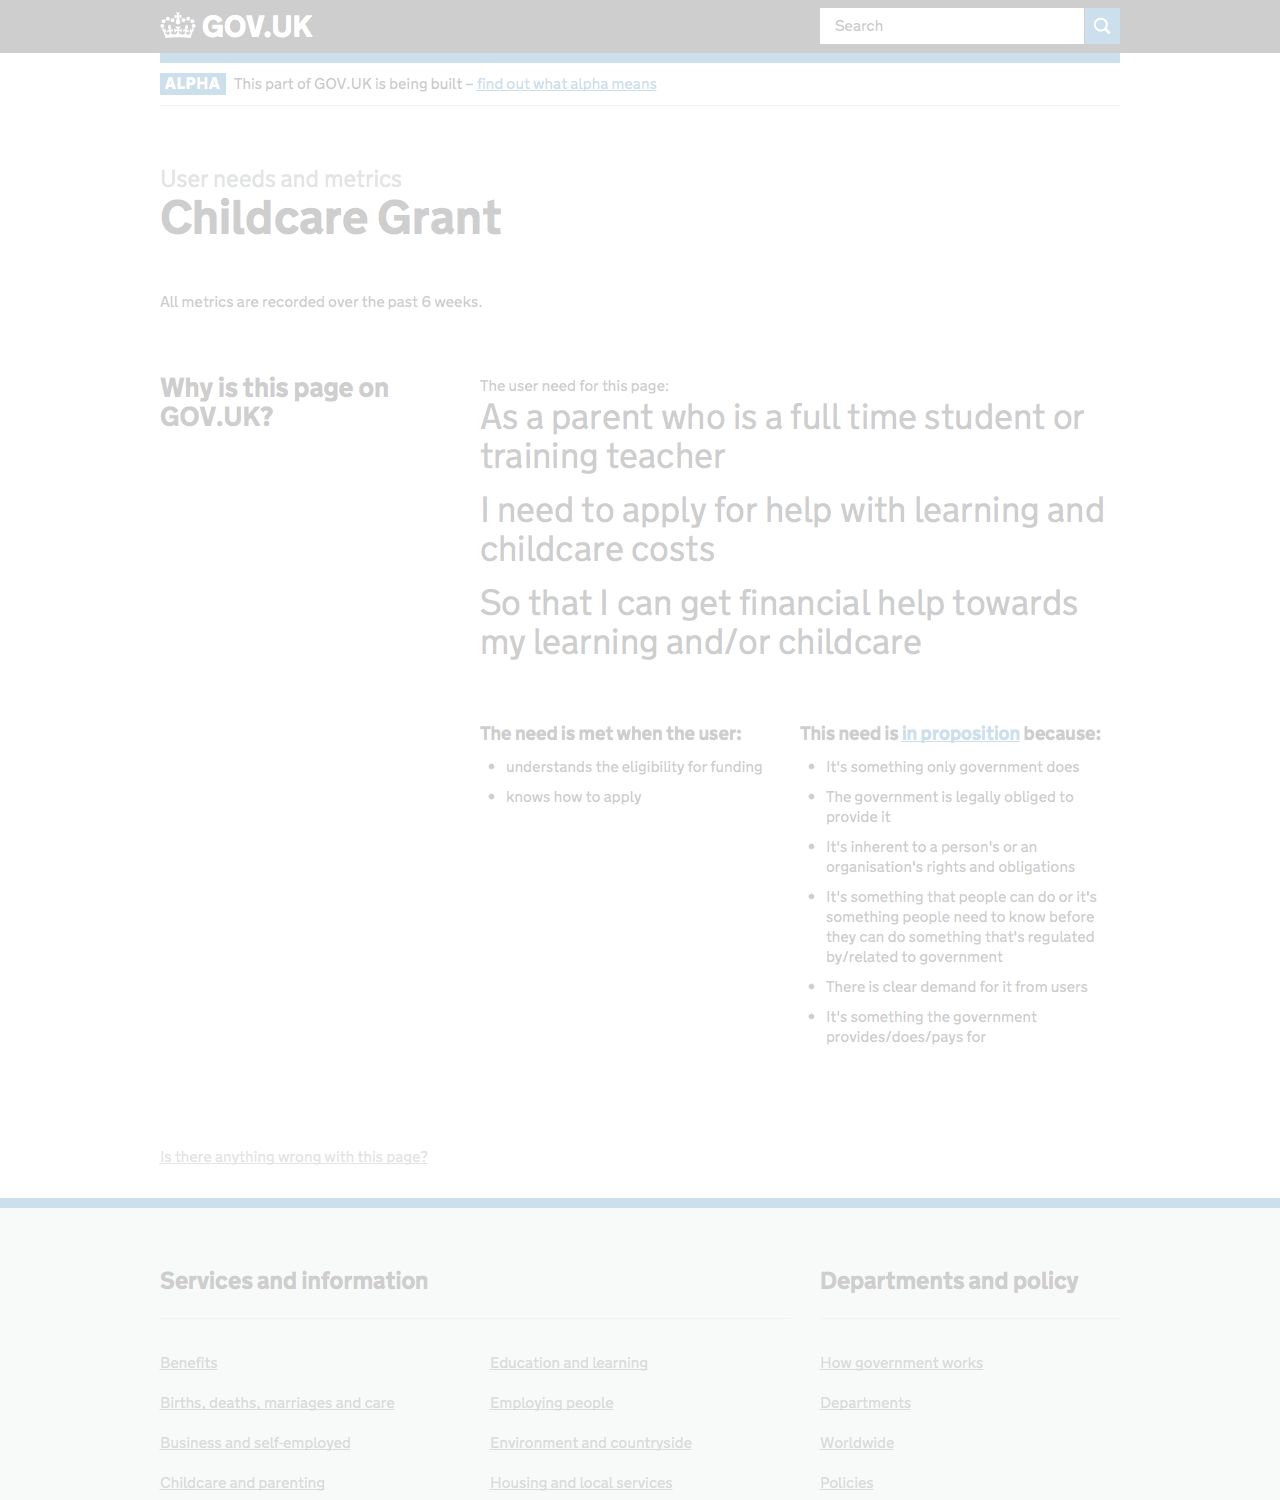 GOV.UK
Search
ALPHA This part of GOV.UK is being built – find out what alpha means
User needs and metrics
Childcare Grant
All metrics are recorded over the past 6 weeks.
Why is this page on
GOV.UK?
The user need for this page:
As a parent who is a full time student or
training teacher
I need to apply for help with learning and
childcare costs
So that I can get financial help towards
my learning and/or childcare
The need is met when the user:
• understands the eligibility for funding
• knows how to apply
This need is in proposition because:
• It's something only government does
• The government is legally obliged to
provide it
• It's inherent to a person's or an
organisation's rights and obligations
• It's something that people can do or it's
something people need to know before
they can do something that's regulated
by/related to government
• There is clear demand for it from users
• It's something the government
provides/does/pays for
Is there anything wrong with this page?
Services and information
Benefits
Births, deaths, marriages and care
Business and self-employed
Childcare and parenting
Education and learning
Employing people
Environment and countryside
Housing and local services
Departments and policy
How government works
Departments
Worldwide
Policies